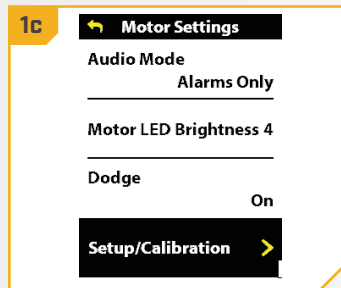 1c
Motor Settings
Audio Mode
Alarms Only
Motor LED Brightness 4
Dodge
On
Setup/Calibration >